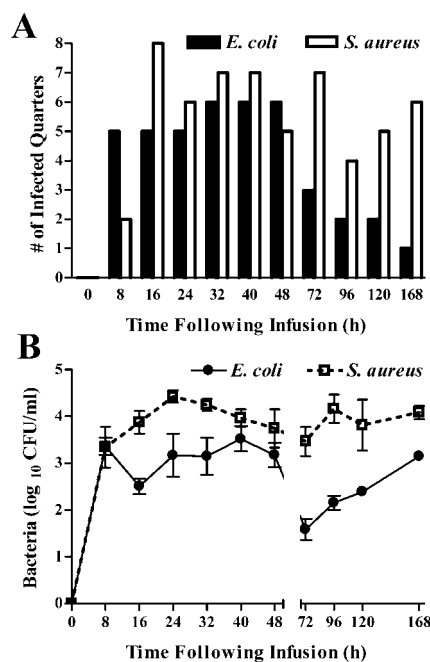 A
E. coli S. aureus
8
7
6
5
4
3
2
1
0
# of Infected Quarters
0 8 16 24 32 40 48 72 96 120 168
Time Following Infusion (h)
B
E. coli S. aureus
5
4
3
2
1
0
Bacteria (log 10 CFU/ml)
0 8 16 24 32 40 48 72 96 120 168
Time Following Infusion (h)